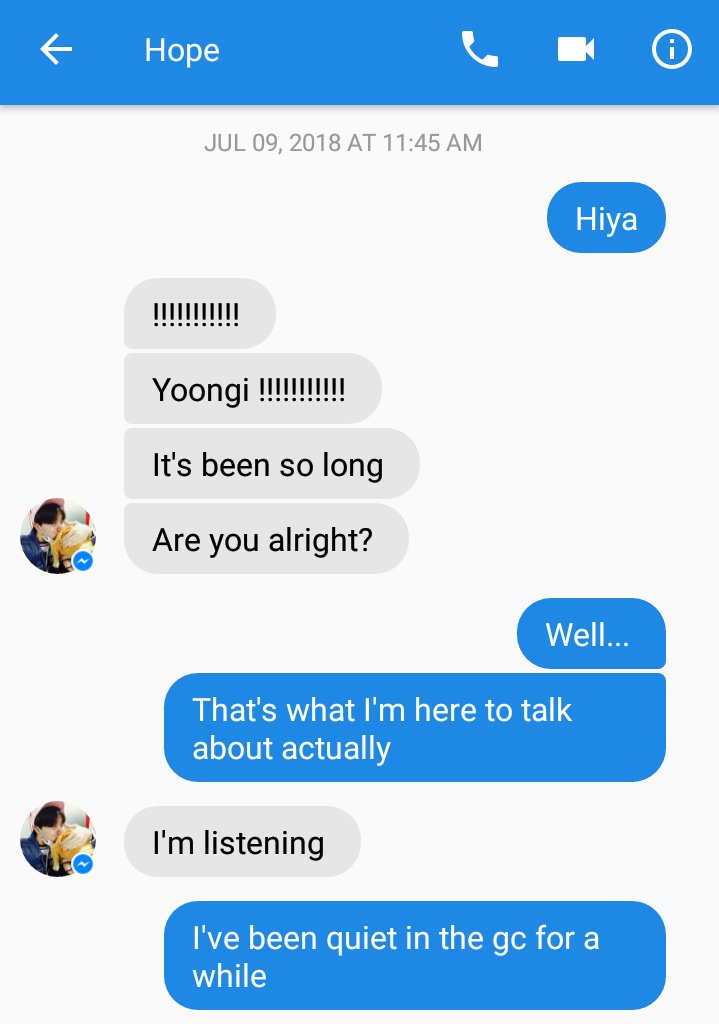 Hope
JUL 09, 2018 AT 11:45 AM
Hiya
!!!!!!!!!!!
Yoongi !!!!!!!!!!!
It's been so long
Are you alright?
Well...
That's what I'm here to talk
about actually
I'm listening
I've been quiet in the gc for a
while